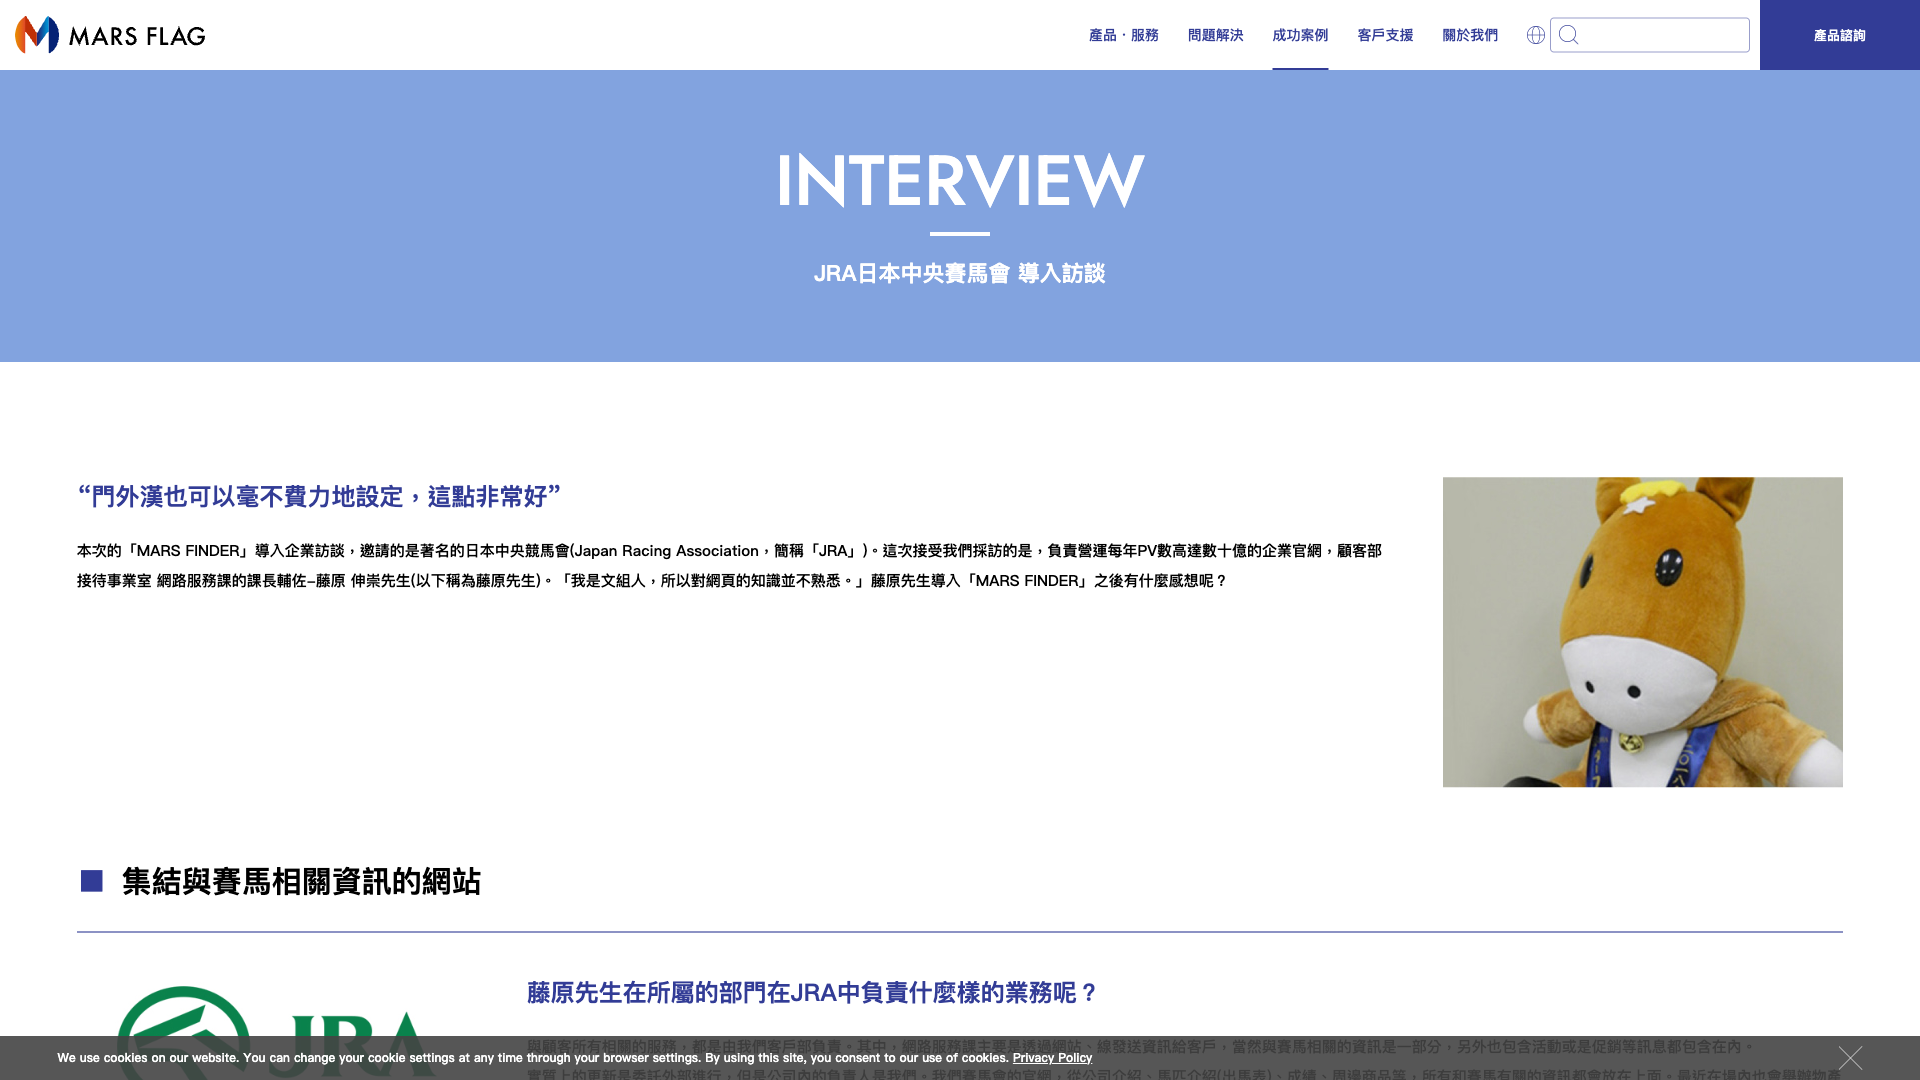 MARS FLAG
產品・服務 問題解決 成功案例 客戶支援 關於我們 產品諮詢
INTERVIEW
JRA日本中央賽馬會 導入訪談
“門外漢也可以毫不費力地設定，這點非常好”
本次的「MARS FINDER」導入企業訪談，邀請的是著名的日本中央競馬會(Japan Racing Association，簡稱「JRA」)。這次接受我們採訪的是，負責營運每年PV數高達數十億的企業官網，顧客部
接待事業室 網路服務課的課長輔佐–藤原 伸崇先生(以下稱為藤原先生)。「我是文組人，所以對網頁的知識並不熟悉。」藤原先生導入「MARS FINDER」之後有什麼感想呢？
集結與賽馬相關資訊的網站
JRA
藤原先生在所屬的部門在JRA中負責什麼樣的業務呢？
與顧客所有相關的服務，都是由我們客戶部負責。其中，網路服務課主要是透過網站、線發送資訊給客戶，當然與賽馬相關的資訊是一部分，另外也包含活動或是促銷等訊息都包含在內。
We use cookies on our website. You can change your cookie settings at any time through your browser settings. By using this site, you consent to our use of cookies. Privacy Policy
實質上的更新是委託外部進行，但是公司內的負責人是我們。我們賽馬會的官網，從公司介紹、馬匹介紹(出馬表)、成績、周邊商品等，所有和賽馬有關的資訊都會放在上面。最近在場內也會舉辦物產